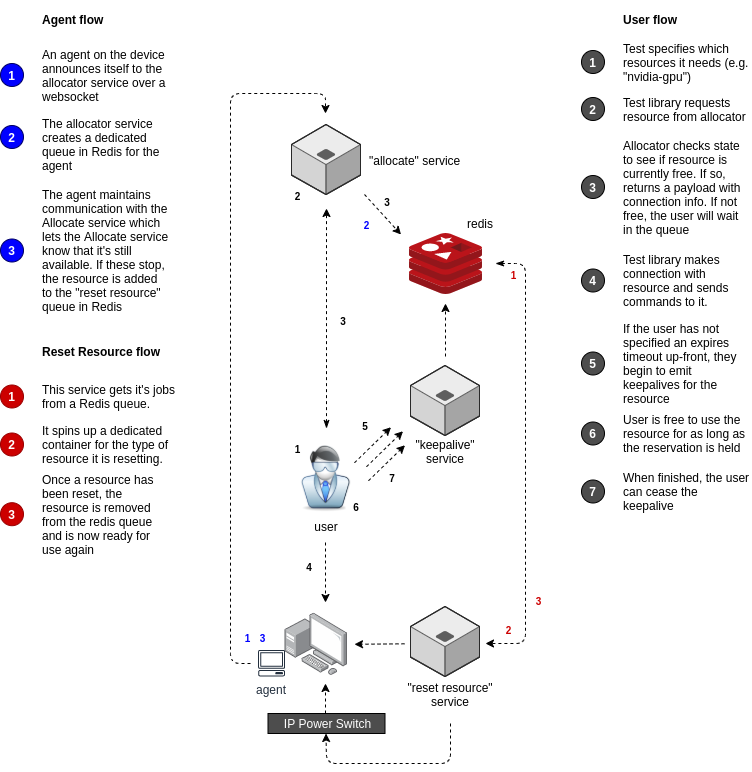 Agent flow
1
An agent on the device
announces itself to the
allocator service over a
websocket
2
The allocator service
creates a dedicated
queue in Redis for the
agent
3
The agent maintains
communication with the
Allocate service which
lets the Allocate service
know that it's still
available. If these stop,
the resource is added
to the "reset resource"
queue in Redis
Reset Resource flow
1
This service gets it's jobs
from a Redis queue.
2
It spins up a dedicated
container for the type of
resource it is resetting.
3
Once a resource has
been reset, the
resource is removed
from the redis queue
and is now ready for
use again
"allocate" service
2
3
2
redis
1
3
5
"keepalive"
service
1
7
6
user
4
3
2
1 3
agent
"reset resource"
service
IP Power Switch
User flow
1
Test specifies which
resources it needs (e.g.
"nvidia-gpu")
2
Test library requests
resource from allocator
3
Allocator checks state
to see if resource is
currently free. If so,
returns a payload with
connection info. If not
free, the user will wait
in the queue
4
Test library makes
connection with
resource and sends
commands to it.
5
If the user has not
specified an expires
timeout up-front, they
begin to emit
keepalives for the
resource
6
User is free to use the
resource for as long as
the reservation is held
7
When finished, the user
can cease the
keepalive